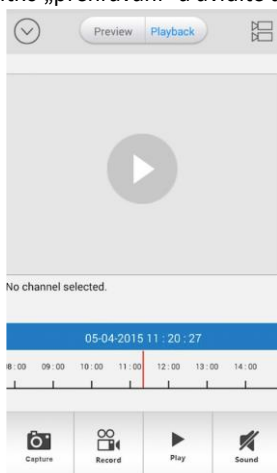 Preview Playback
No channel selected.
05-04-2015 11 : 20 : 27
09:00 10:00 11:00 12:00 13:00 14:00
Capture Record Play Sound